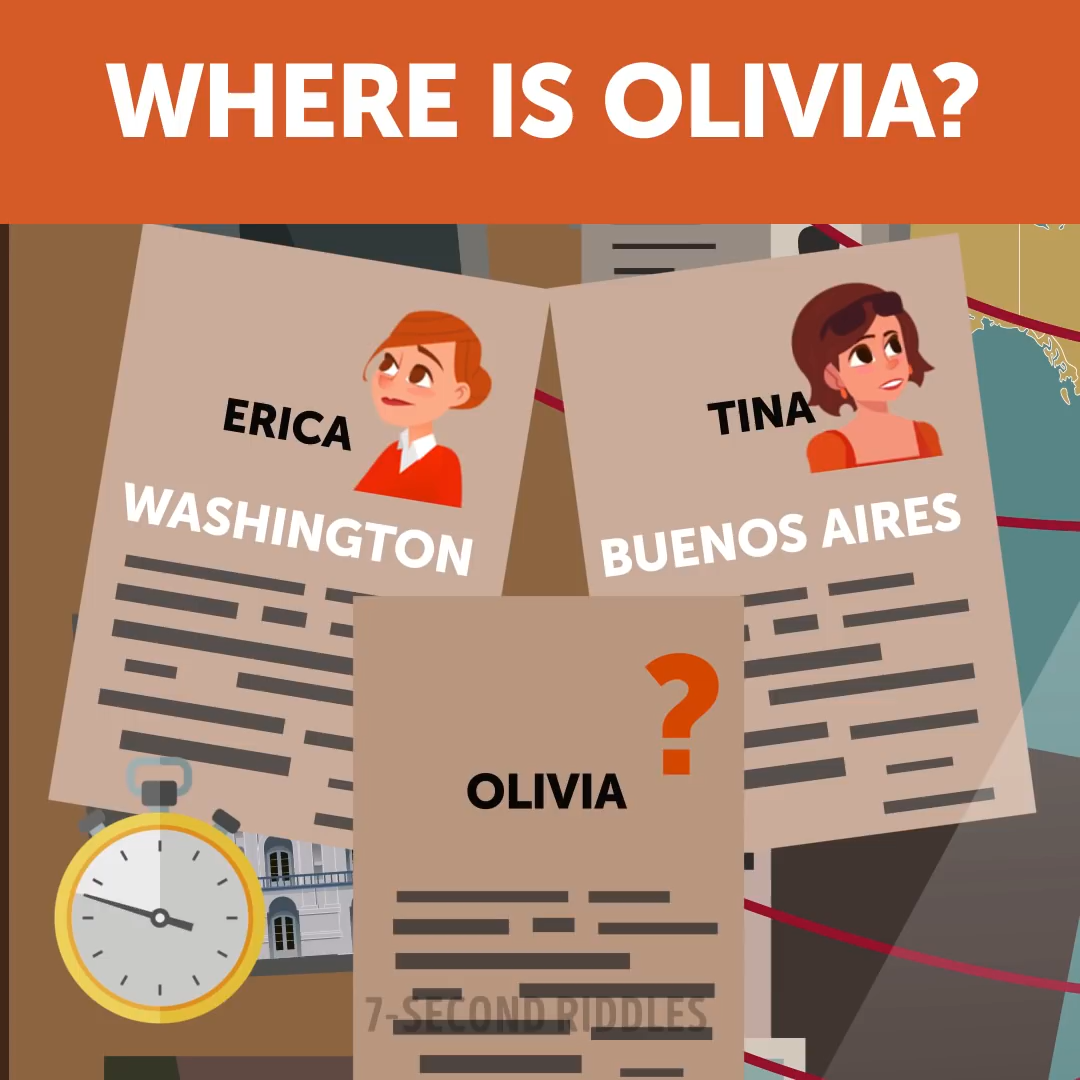 WHERE IS OLIVIA?
ERICA
WASHINGTON
TINA
BUENOS AIRES
?
OLIVIA
7-SECOND RIDDLES